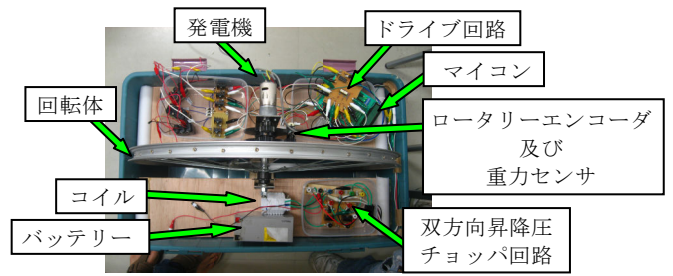 発電機
ドライブ回路
マイコン
回転体
ロータリーエンコーダ
及び
重力センサ
コイル
バッテリー
双方向昇降圧
チョッパ回路